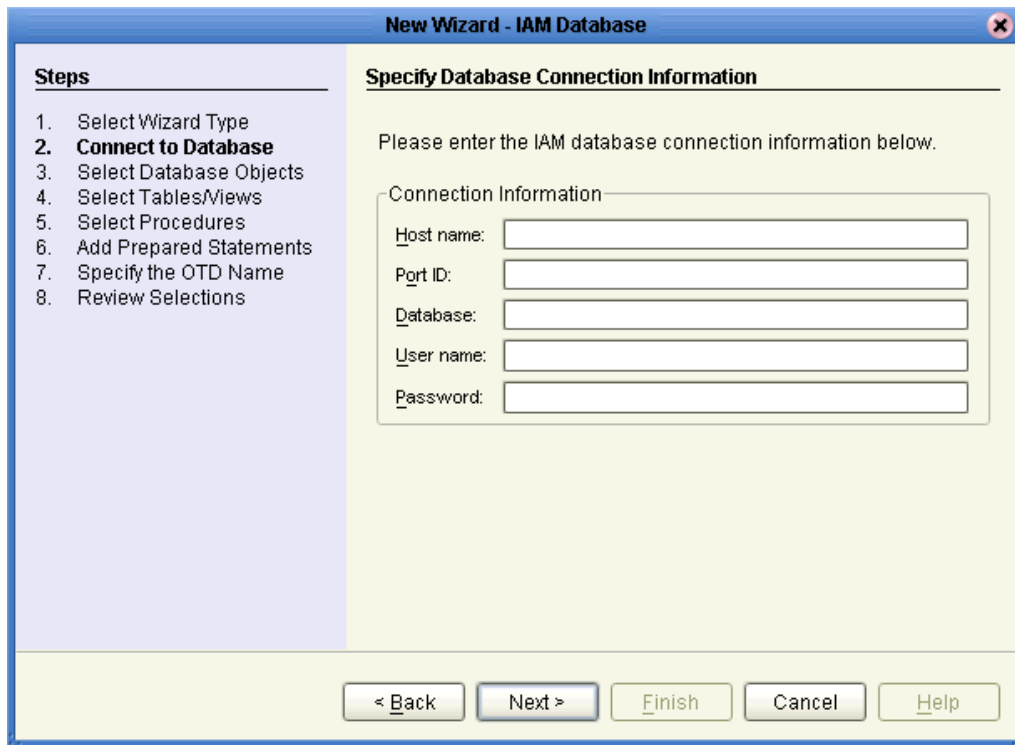 New Wizard - IAM Database
Steps
1. Select Wizard Type
2. Connect to Database
3. Select Database Objects
4. Select Tables/Views
5. Select Procedures
6. Add Prepared Statements
7. Specify the OTD Name
8. Review Selections
Specify Database Connection Information
Please enter the IAM database connection information below.
Connection Information
Host name:
Port ID:
Database:
User name:
Password:
< Back Next > Finish Cancel Help